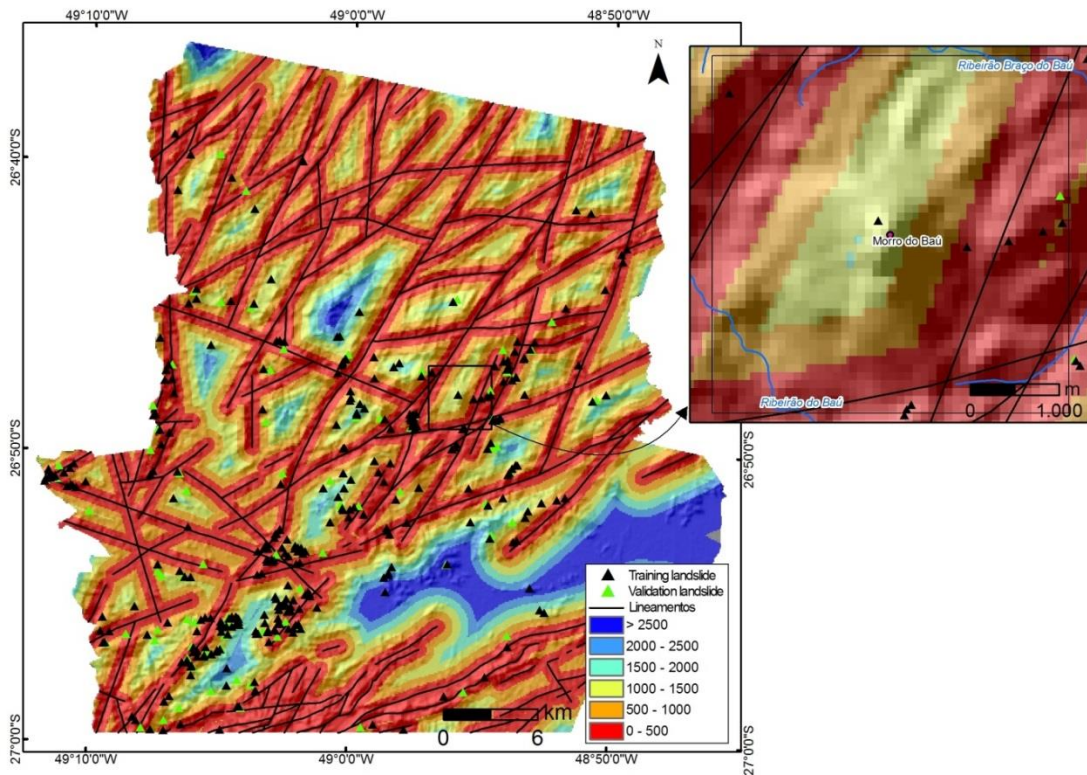 49°10'0"W
49°0'0"W
48°50'0"W
N
26°40'0"S
26°50'0"S
27°0'0"S
Ribeirão Braço do Baú
Morro do Baú
Ribeirão do Baú
0 1.000 m
26°50'0"S
27°0'0"S
Training landslide
Validation landslide
Lineamentos
> 2500
2000 - 2500
1500 - 2000
1000 - 1500
500 - 1000
0 - 500
km
0 6
49°10'0"W
49°0'0"W
48°50'0"W